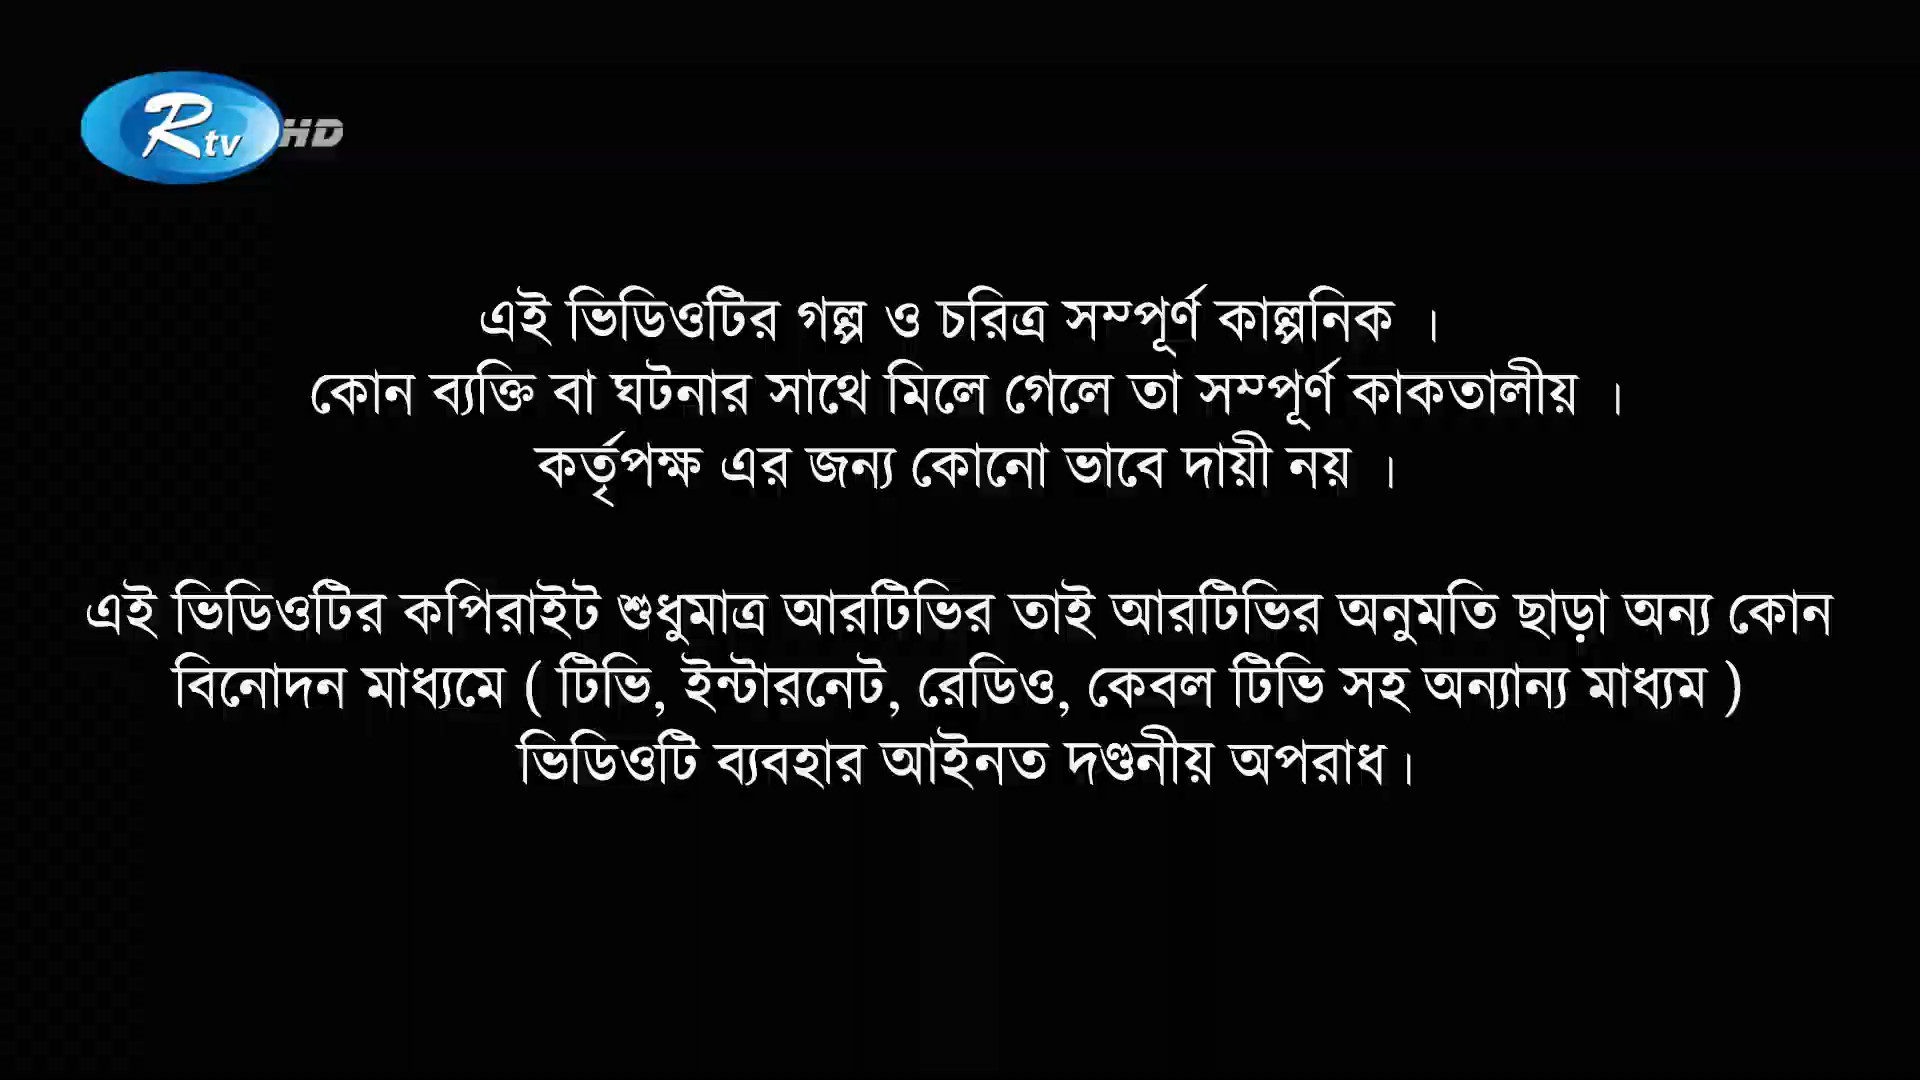 Rtv HD
এই ভিডিওটির গল্প ও চরিত্র সম্পূর্ণ কাল্পনিক ।
কোন ব্যক্তি বা ঘটনার সাথে মিলে গেলে তা সম্পূর্ণ কাকতালীয় ।
কর্তৃপক্ষ এর জন্য কোনো ভাবে দায়ী নয় ।
এই ভিডিওটির কপিরাইট শুধুমাত্র আরটিভির তাই আরটিভির অনুমতি ছাড়া অন্য কোন
বিনোদন মাধ্যমে ( টিভি, ইন্টারনেট, রেডিও, কেবল টিভি সহ অন্যান্য মাধ্যম )
ভিডিওটি ব্যবহার আইনত দণ্ডনীয় অপরাধ।